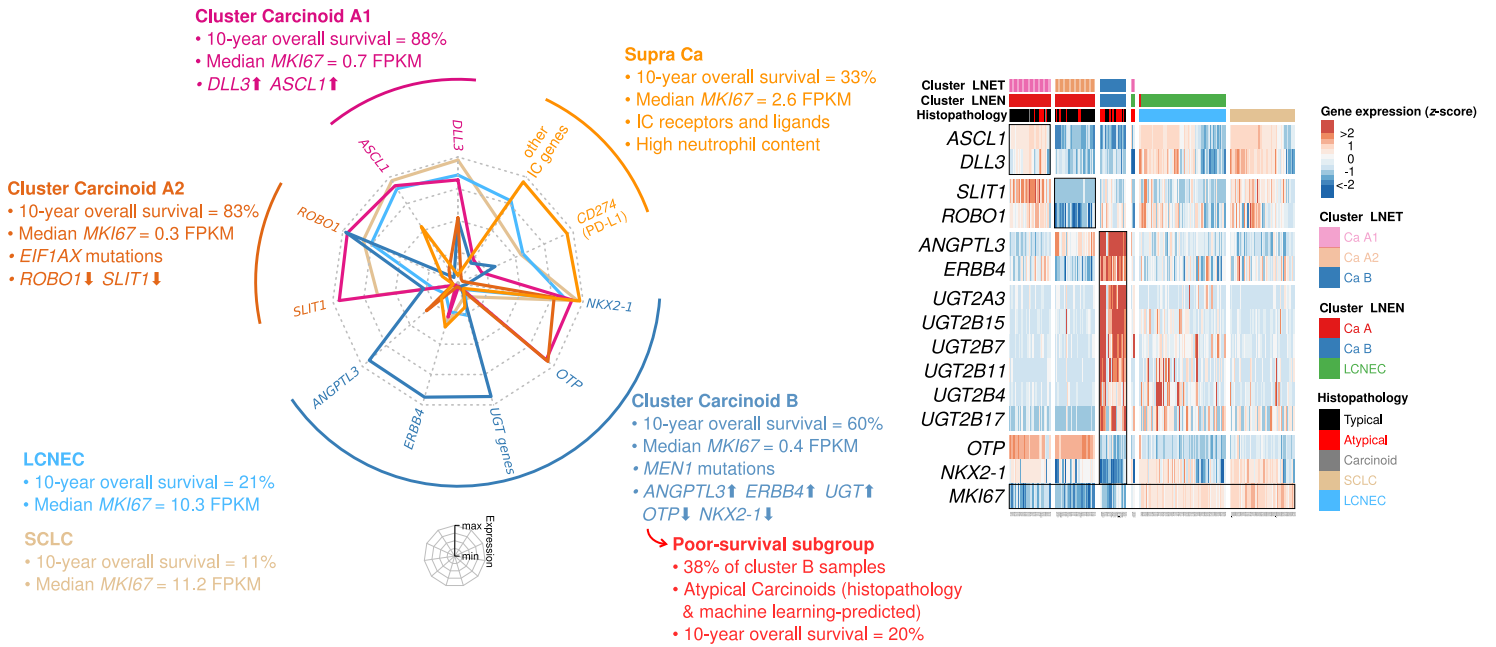 Cluster Carcinoid A1
• 10-year overall survival = 88%
• Median MKI67 = 0.7 FPKM
• DLL3⬆ ASCL1⬆
Supra Ca
• 10-year overall survival = 33%
• Median MKI67 = 2.6 FPKM
• IC receptors and ligands
• High neutrophil content
Cluster Carcinoid A2
• 10-year overall survival = 83%
• Median MKI67 = 0.3 FPKM
• EIF1AX mutations
• ROBO1⬇ SLIT1⬇
DLL3
other
IC genes
CD274
(PD-L1)
NKX2-1
OTP
UGT genes
ERBB4
ANGPTL3
SLIT1
ROBO1
ASCL1
Cluster Carcinoid B
• 10-year overall survival = 60%
• Median MKI67 = 0.4 FPKM
• MEN1 mutations
• ANGPTL3⬆ ERBB4⬆ UGT⬆
OTP⬇ NKX2-1⬇
Poor-survival subgroup
• 38% of cluster B samples
• Atypical Carcinoids (histopathology
& machine learning-predicted)
• 10-year overall survival = 20%
LCNEC
• 10-year overall survival = 21%
• Median MKI67 = 10.3 FPKM
SCLC
• 10-year overall survival = 11%
• Median MKI67 = 11.2 FPKM
max
min
Expression
Cluster LNET
Cluster LNEN
Histopathology
ASCL1
DLL3
SLIT1
ROBO1
ANGPTL3
ERBB4
UGT2A3
UGT2B15
UGT2B7
UGT2B11
UGT2B4
UGT2B17
OTP
NKX2-1
MKI67
Gene expression (z-score)
>2
1
0
-1
<-2
Cluster LNET
Ca A1
Ca A2
Ca B
Cluster LNEN
Ca A
Ca B
LCNEC
Histopathology
Typical
Atypical
Carcinoid
SCLC
LCNEC